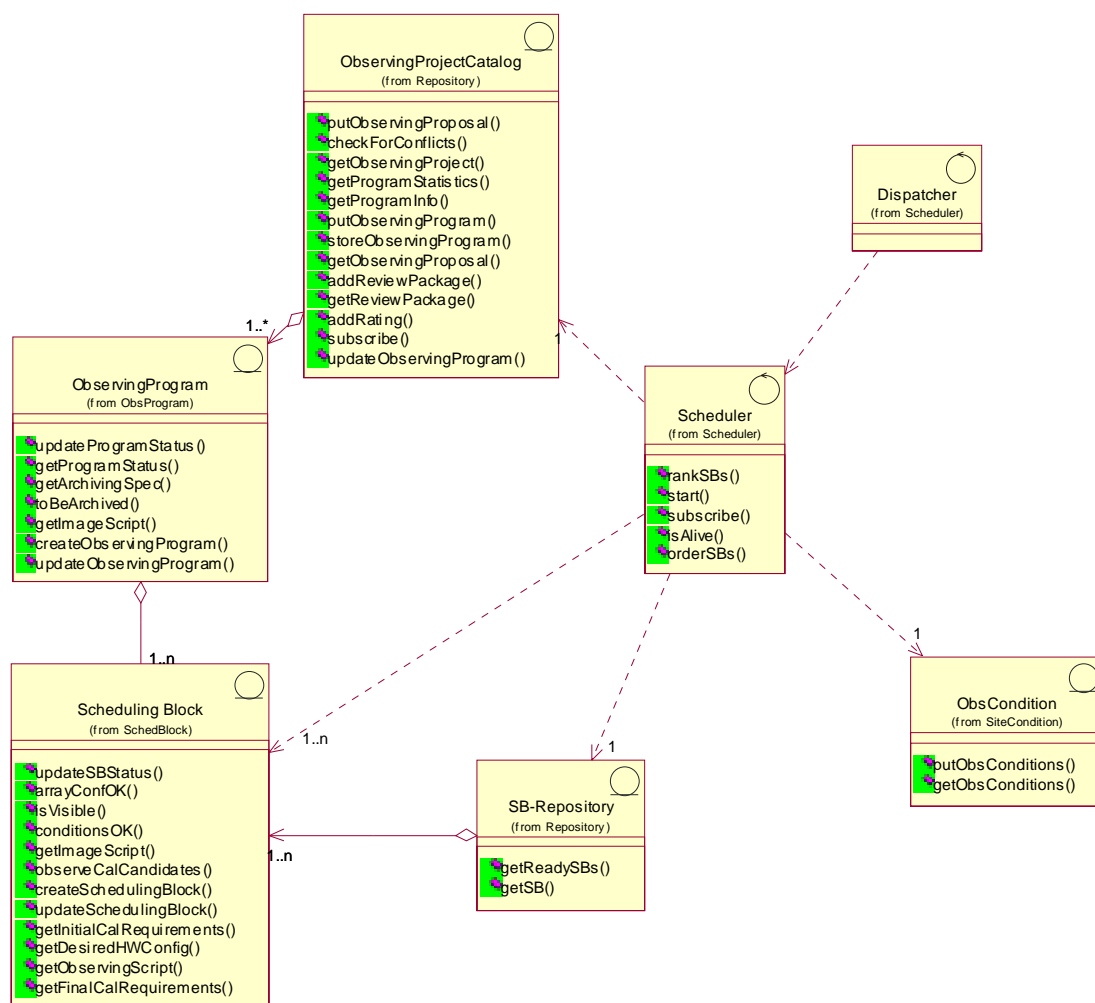 ObservingProjectCatalog
(from Repository)
putObservingProposal()
checkForConflicts()
getObservingProject()
getProgramStatistics()
getProgramInfo()
putObservingProgram()
storeObservingProgram()
getObservingProposal()
addReviewPackage()
getReviewPackage()
addRating()
subscribe()
updateObservingProgram()
Dispatcher
(from Scheduler)
1..*
1
ObservingProgram
(from ObsProgram)
updateProgramStatus()
getProgramStatus()
getArchivingSpec()
toBeArchived()
getImageScript()
createObservingProgram()
updateObservingProgram()
Scheduler
(from Scheduler)
rankSBs()
start()
subscribe()
isAlive()
orderSBs()
1..n
1..n
1
1
Scheduling Block
(from SchedBlock)
updateSBStatus()
arrayConfOK()
isVisible()
conditionsOK()
getImageScript()
observeCalCandidates()
createSchedulingBlock()
updateSchedulingBlock()
getInitialCalRequirements()
getDesiredHWConfig()
getObservingScript()
getFinalCalRequirements()
1..n
SB-Repository
(from Repository)
getReadySBs()
getSB()
ObsCondition
(from SiteCondition)
putObsConditions()
getObsConditions()